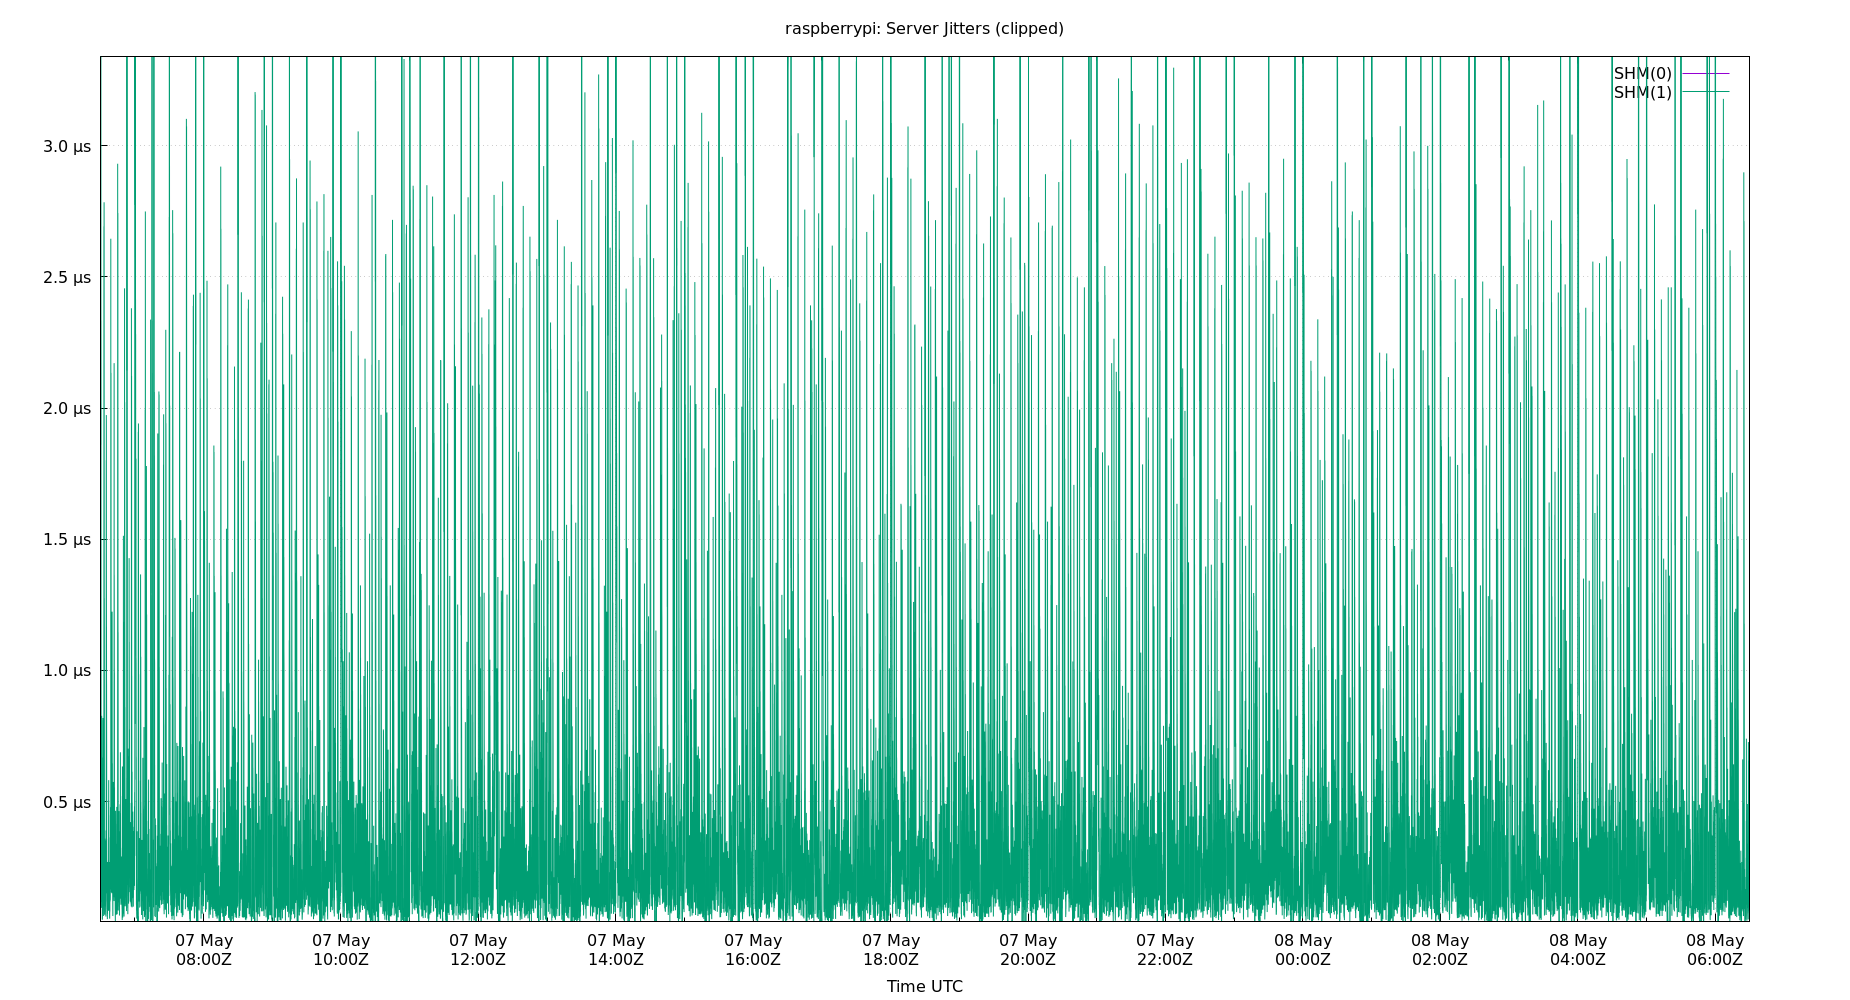 raspberrypi: Server Jitters (clipped)
SHM(0)
SHM(1)
3.0 µs
2.5 µs
2.0 µs
1.5 µs
1.0 µs
0.5 µs
07 May 07 May 07 May 07 May 07 May 07 May 07 May 07 May 08 May 08 May 08 May 08 May
08:00Z 10:00Z 12:00Z 14:00Z 16:00Z 18:00Z 20:00Z 22:00Z 00:00Z 02:00Z 04:00Z 06:00Z
Time UTC